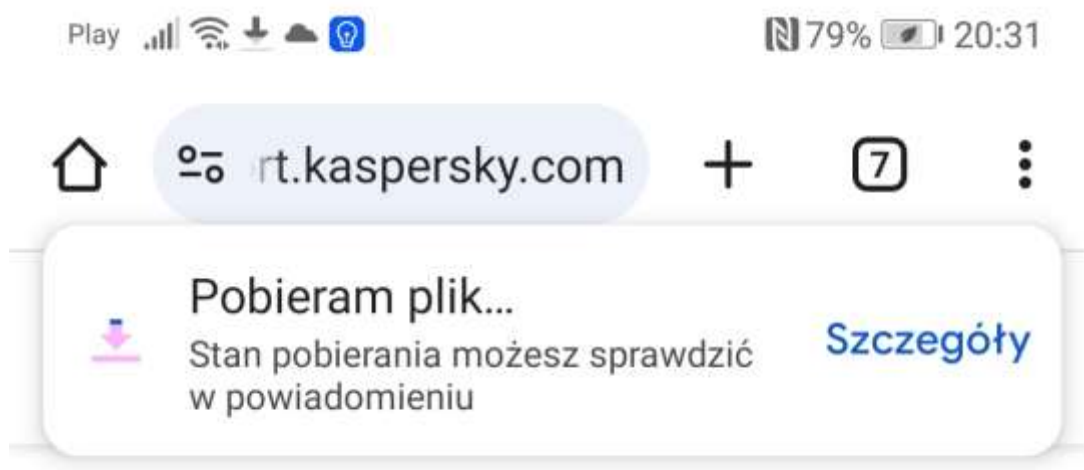 Play 79% 20:31
rt.kaspersky.com 7
Pobieram plik...
Stan pobierania możesz sprawdzić
w powiadomieniu
Szczegóły